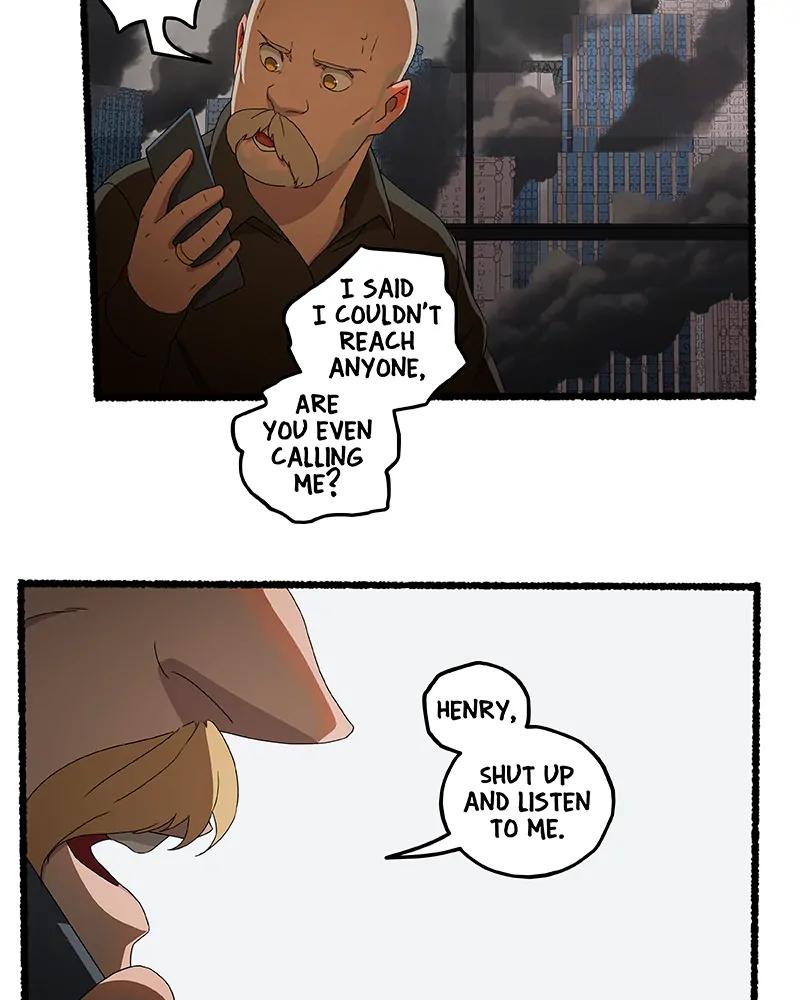 I SAID
I COULDN'T
REACH
ANYONE,
ARE
YOU EVEN
CALLING
ME?
HENRY,
SHUT UP
AND LISTEN
TO ME.